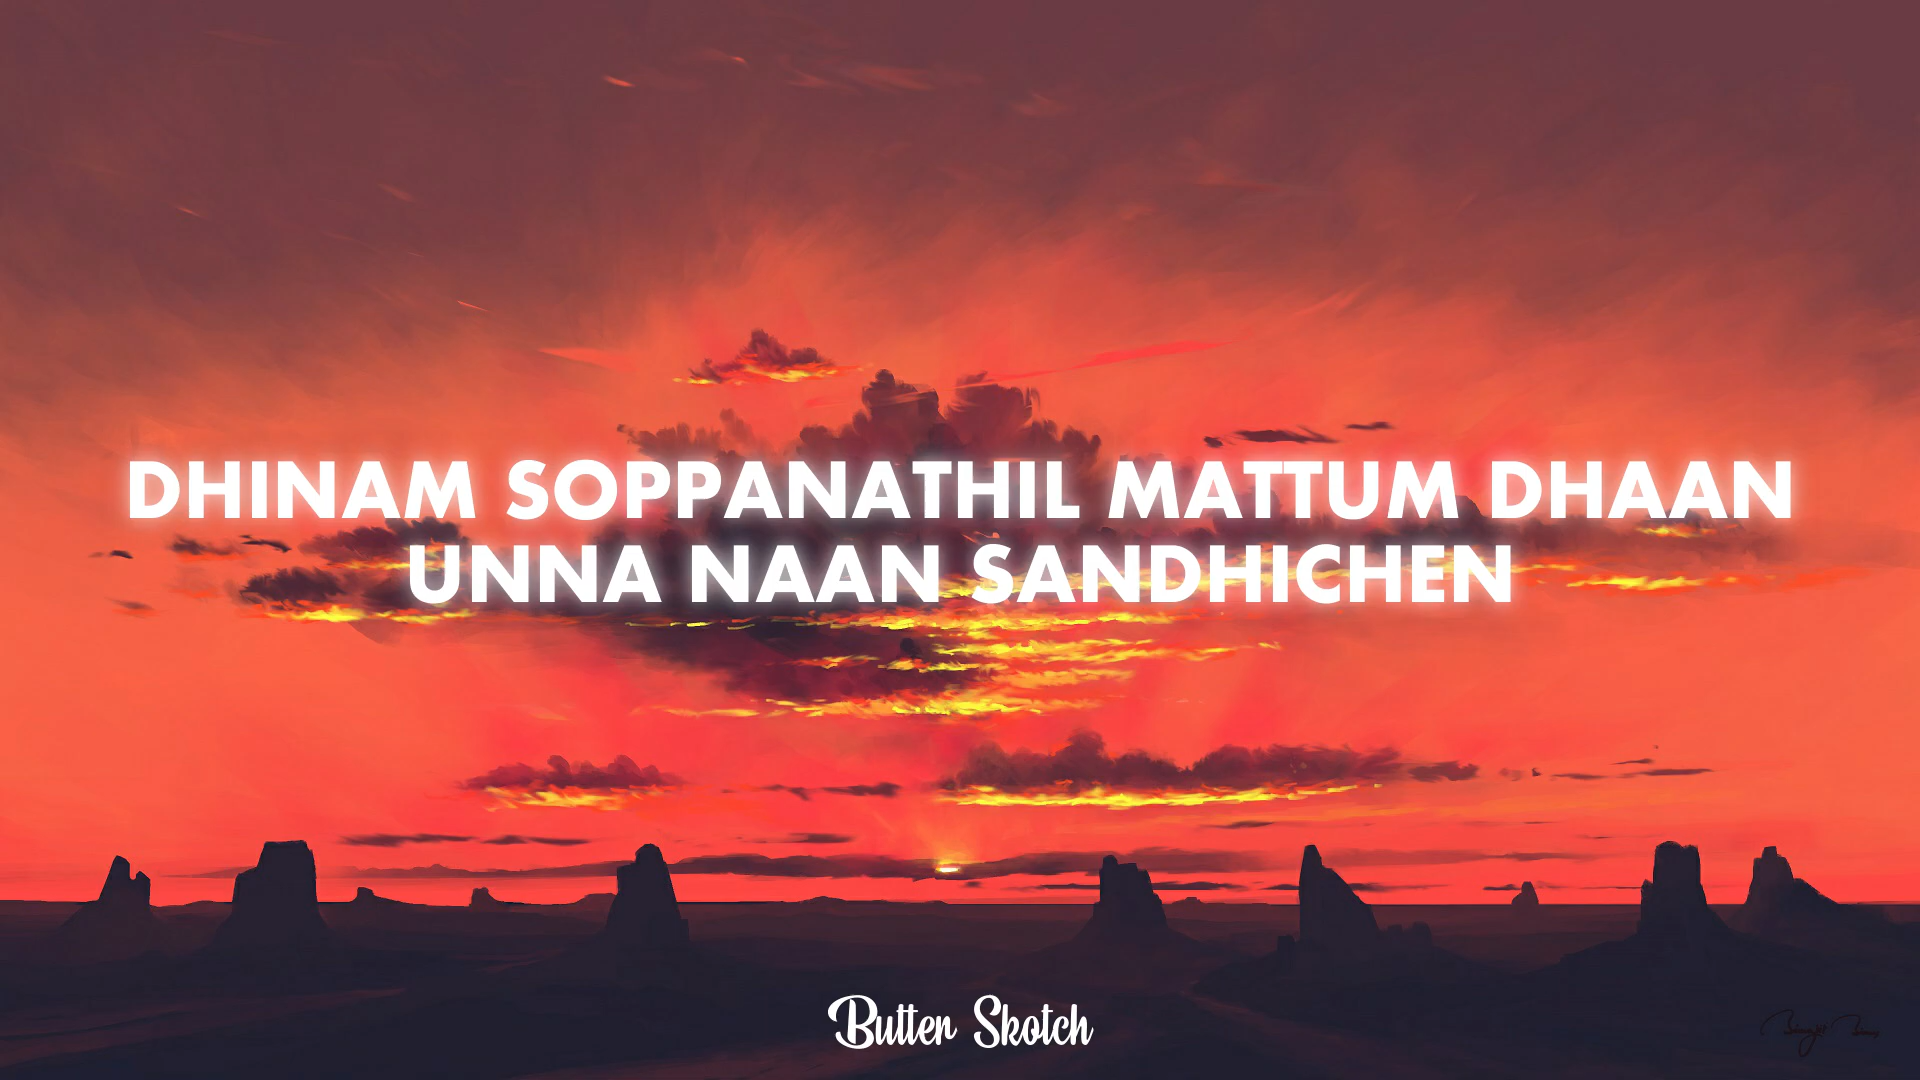 DHINAM SOPPANATHIL MATTUM DHAAN
UNNA NAAN SANDHICHEN
Butter Skotch